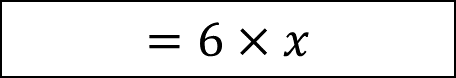 = 6 × x